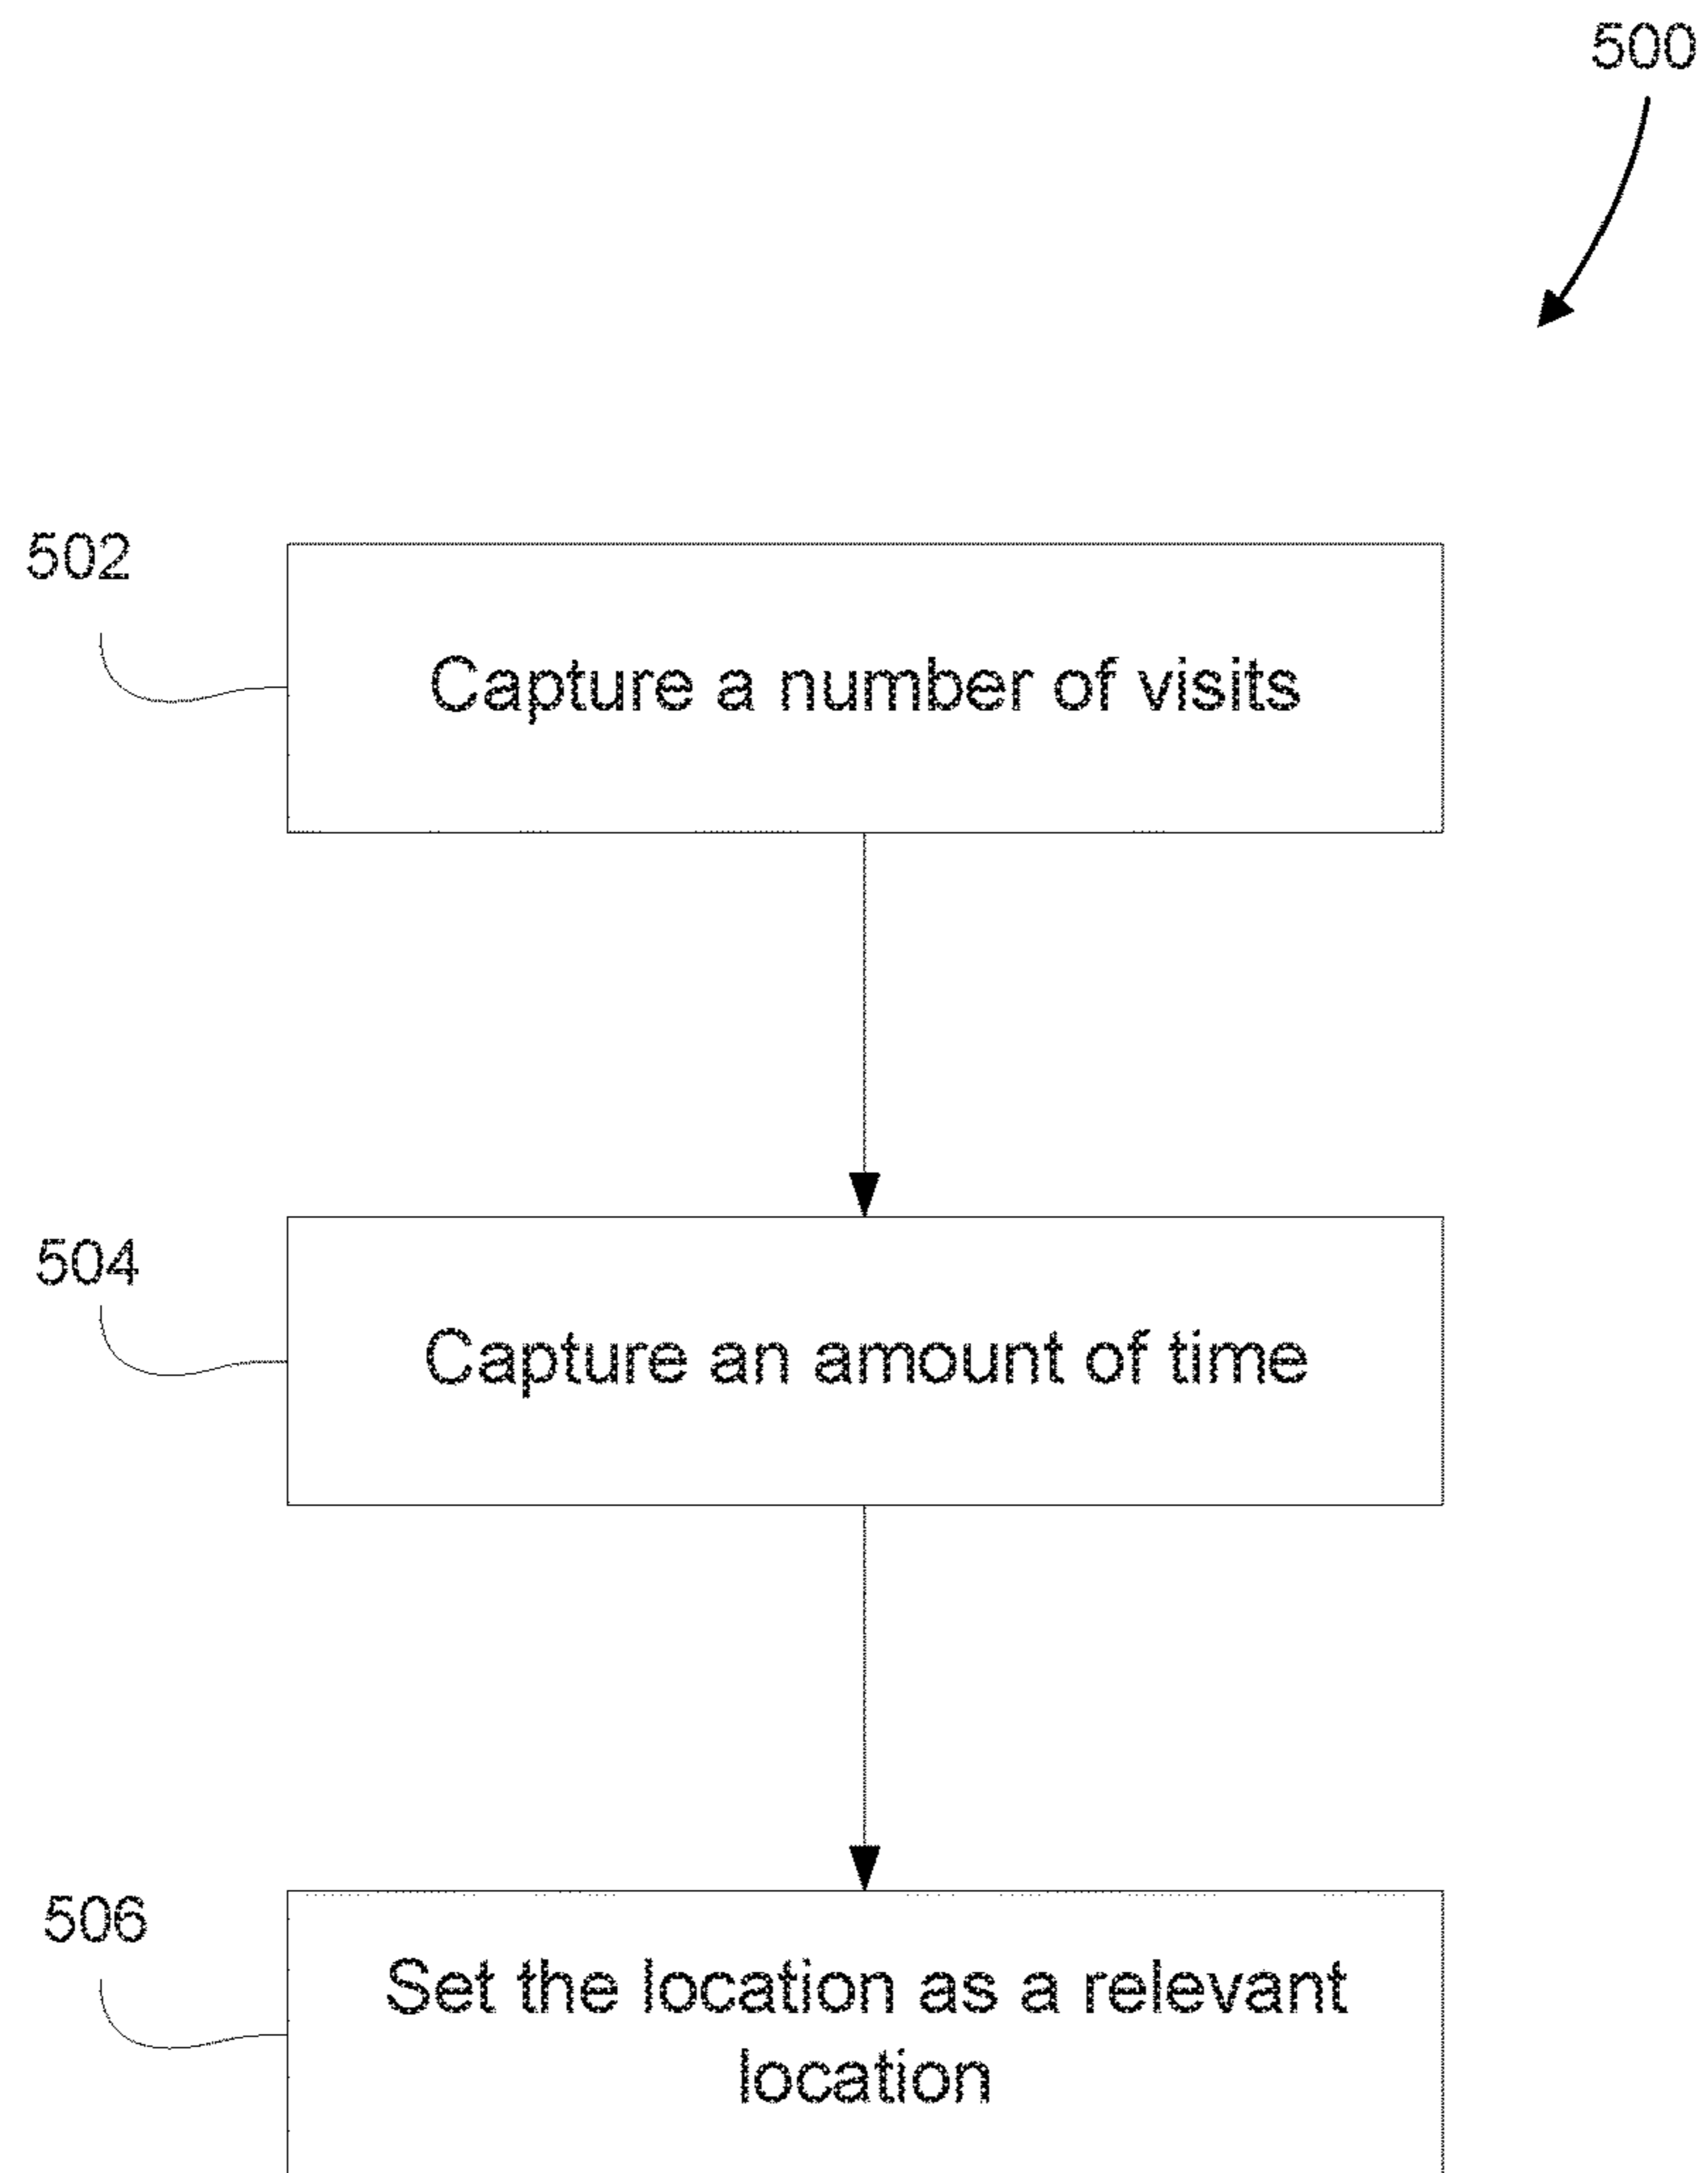 500
502
Capture a number of visits
504
Capture an amount of time
506
Set the location as a relevant
location